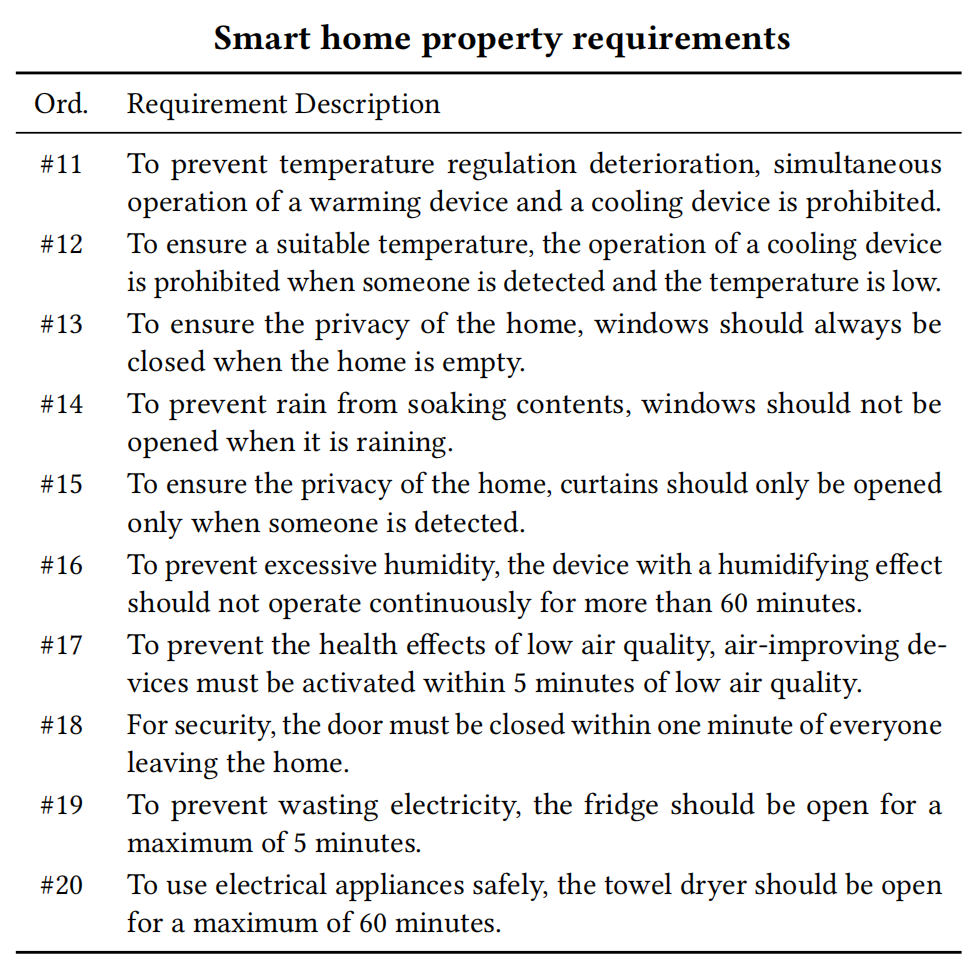 Smart home property requirements
Ord. Requirement Description
#11 To prevent temperature regulation deterioration, simultaneous
operation of a warming device and a cooling device is prohibited.
#12 To ensure a suitable temperature, the operation of a cooling device
is prohibited when someone is detected and the temperature is low.
#13 To ensure the privacy of the home, windows should always be
closed when the home is empty.
#14 To prevent rain from soaking contents, windows should not be
opened when it is raining.
#15 To ensure the privacy of the home, curtains should only be opened
only when someone is detected.
#16 To prevent excessive humidity, the device with a humidifying effect
should not operate continuously for more than 60 minutes.
#17 To prevent the health effects of low air quality, air-improving de-
vices must be activated within 5 minutes of low air quality.
#18 For security, the door must be closed within one minute of everyone
leaving the home.
#19 To prevent wasting electricity, the fridge should be open for a
maximum of 5 minutes.
#20 To use electrical appliances safely, the towel dryer should be open
for a maximum of 60 minutes.